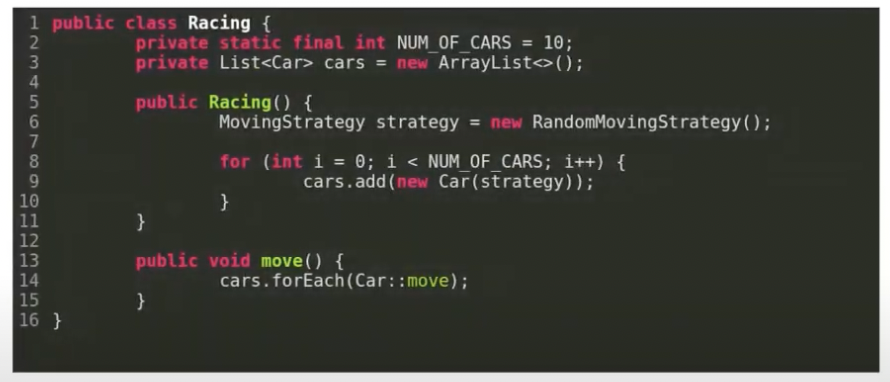 1 public class Racing {
2 private static final int NUM_OF_CARS = 10;
3 private List<Car> cars = new ArrayList<>();
4
5 public Racing() {
6 MovingStrategy strategy = new RandomMovingStrategy();
7
8 for (int i = 0; i < NUM_OF_CARS; i++) {
9 cars.add(new Car(strategy));
10 }
11 }
12
13 public void move() {
14 cars.forEach(Car::move);
15 }
16 }